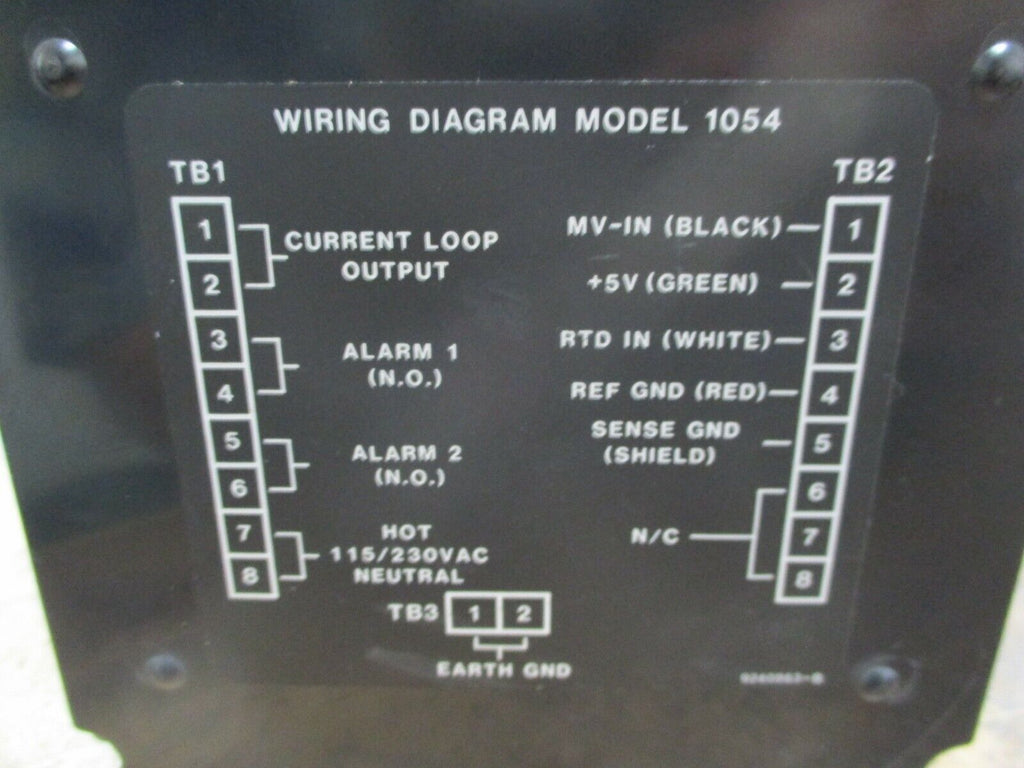 WIRING DIAGRAM MODEL 1054
TB1
1
2
CURRENT LOOP
OUTPUT
3
4
ALARM 1
(N.O.)
5
6
ALARM 2
(N.O.)
7
8
HOT
115/230VAC
NEUTRAL
TB2
MV-IN (BLACK) 1
+5V (GREEN) 2
RTD IN (WHITE) 3
REF GND (RED) 4
SENSE GND
(SHIELD) 5
6
N/C 7
8
TB3 1 2
EARTH GND